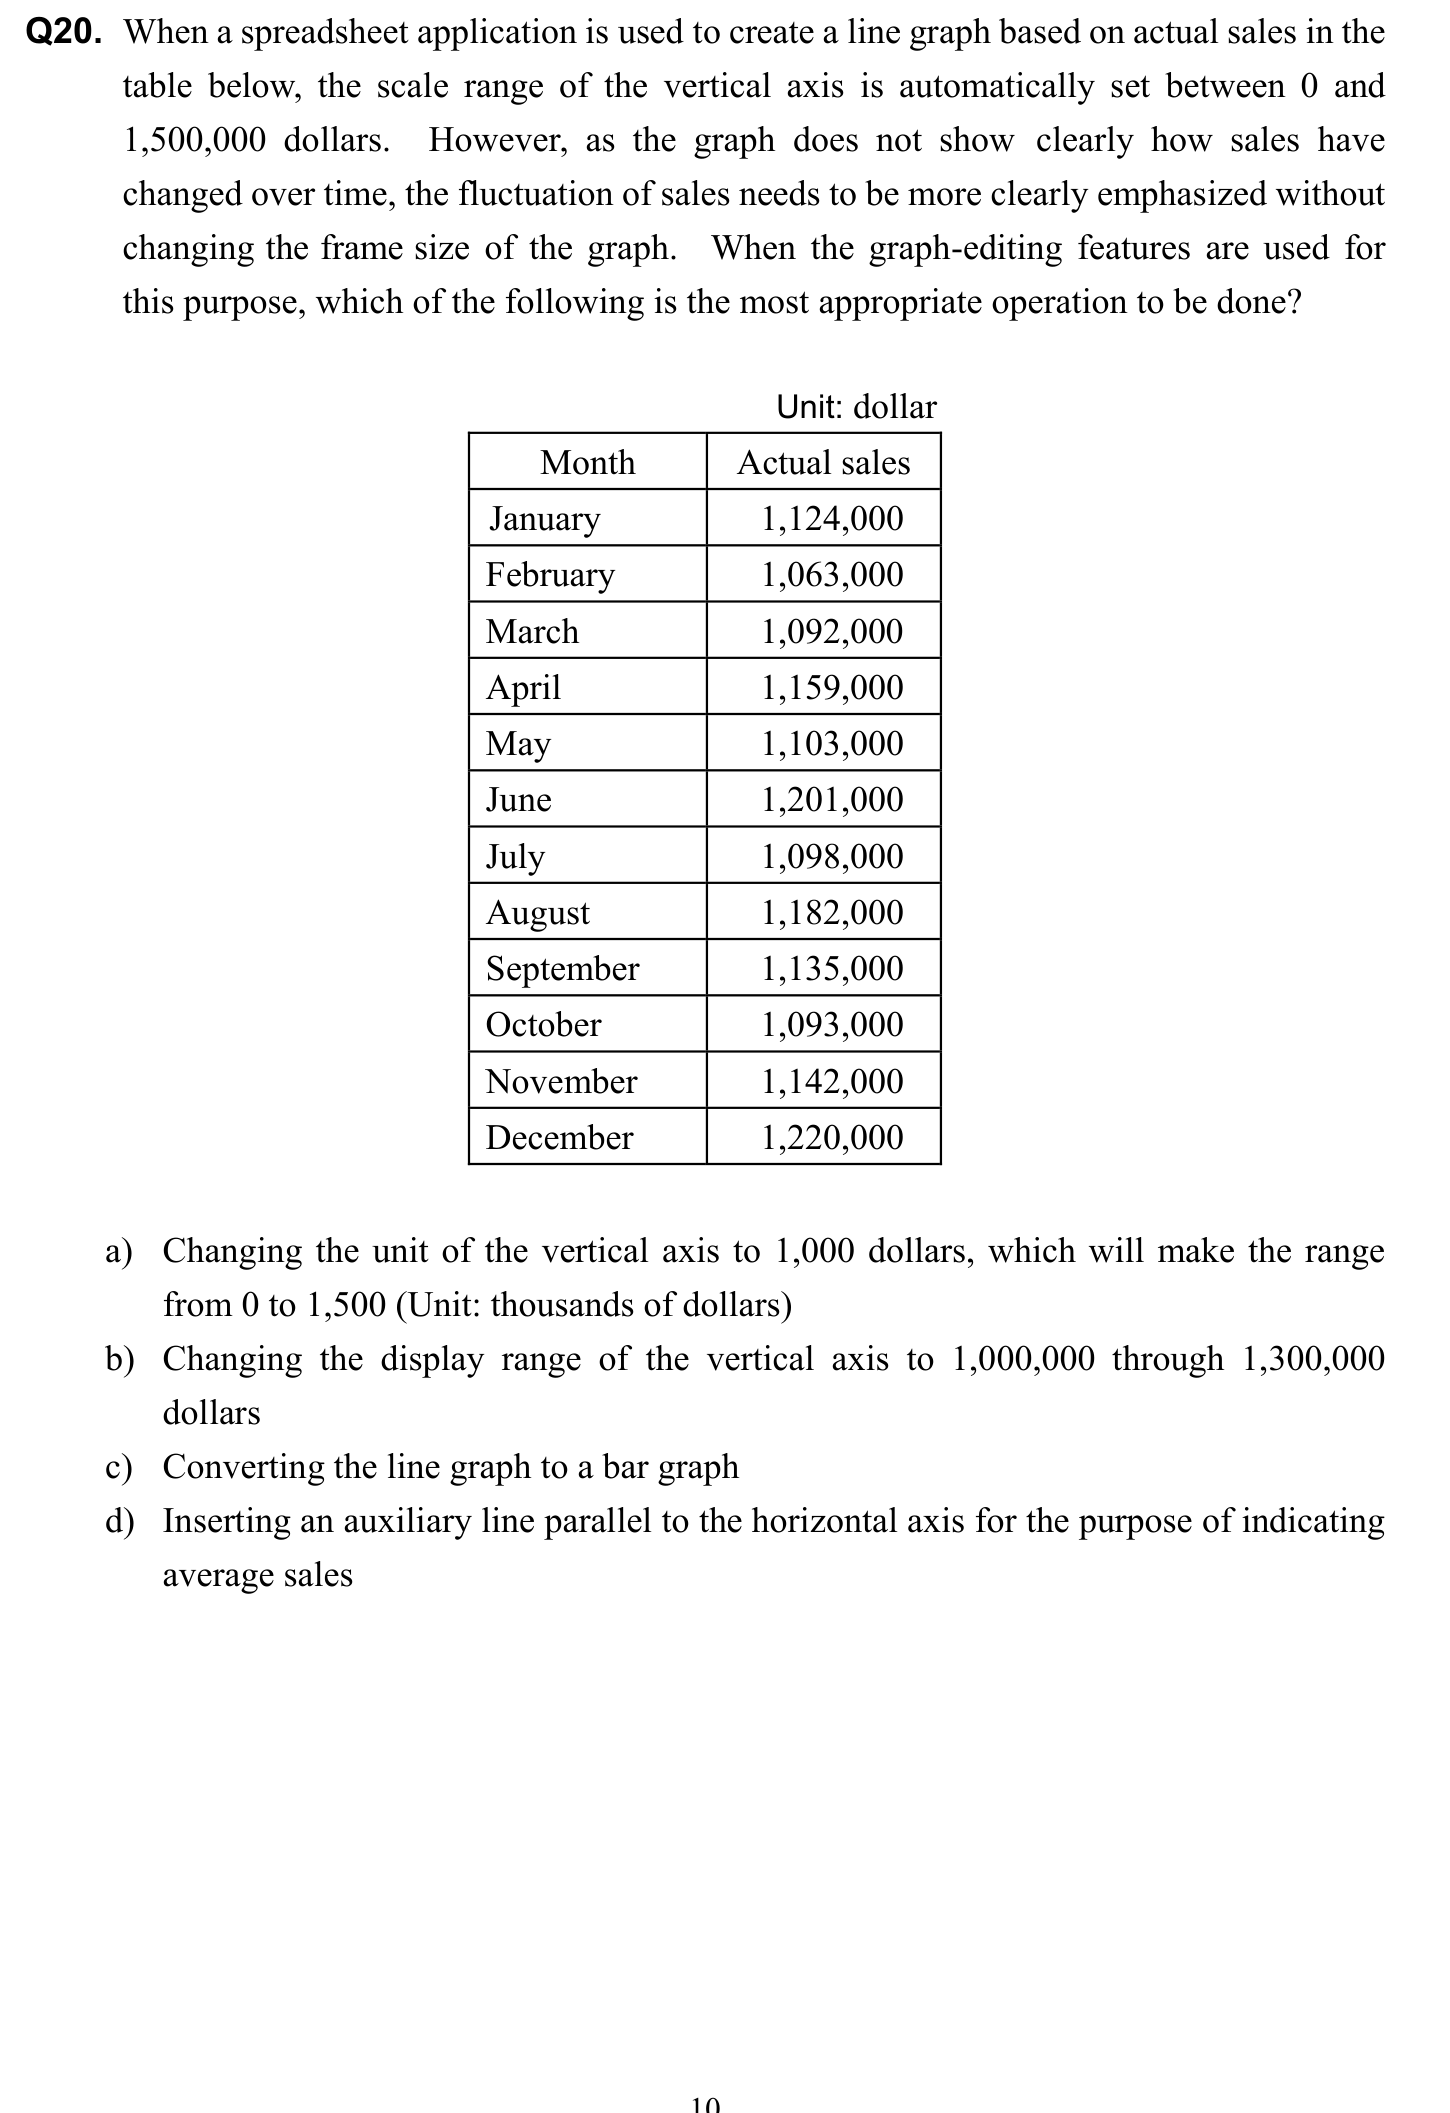 Q20. When a spreadsheet application is used to create a line graph based on actual sales in the
table below, the scale range of the vertical axis is automatically set between 0 and
1,500,000 dollars. However, as the graph does not show clearly how sales have
changed over time, the fluctuation of sales needs to be more clearly emphasized without
changing the frame size of the graph. When the graph-editing features are used for
this purpose, which of the following is the most appropriate operation to be done?
Unit: dollar
Month Actual sales
January 1,124,000
February 1,063,000
March 1,092,000
April 1,159,000
May 1,103,000
June 1,201,000
July 1,098,000
August 1,182,000
September 1,135,000
October 1,093,000
November 1,142,000
December 1,220,000
a) Changing the unit of the vertical axis to 1,000 dollars, which will make the range
from 0 to 1,500 (Unit: thousands of dollars)
b) Changing the display range of the vertical axis to 1,000,000 through 1,300,000
dollars
c) Converting the line graph to a bar graph
d) Inserting an auxiliary line parallel to the horizontal axis for the purpose of indicating
average sales
10